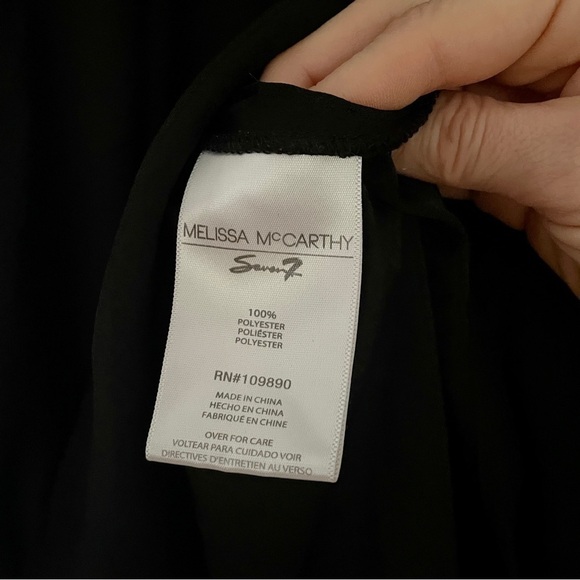 MELISSA McCARTHY
Seven7
100%
POLYESTER
POLIÉSTER
POLYESTER
RN#109890
MADE IN CHINA
HECHO EN CHINA
FABRIQUÉ EN CHINE
OVER FOR CARE
VOLTEAR PARA CUIDADO VOIR
DIRECTIVES D'ENTRETIEN AU VERSO